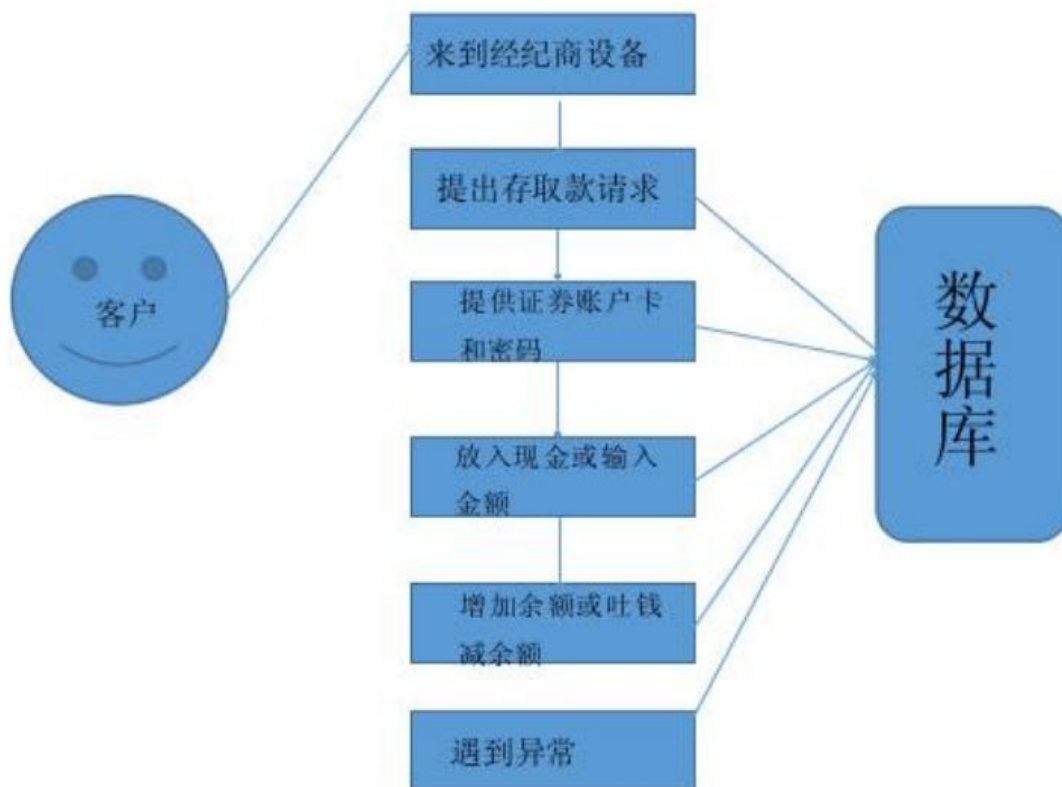 来到经纪商设备
提出存取款请求
客户
提供证券账户卡
和密码
放入现金或输入
金额
增加余额或吐钱
减余额
遇到异常
数
据
库